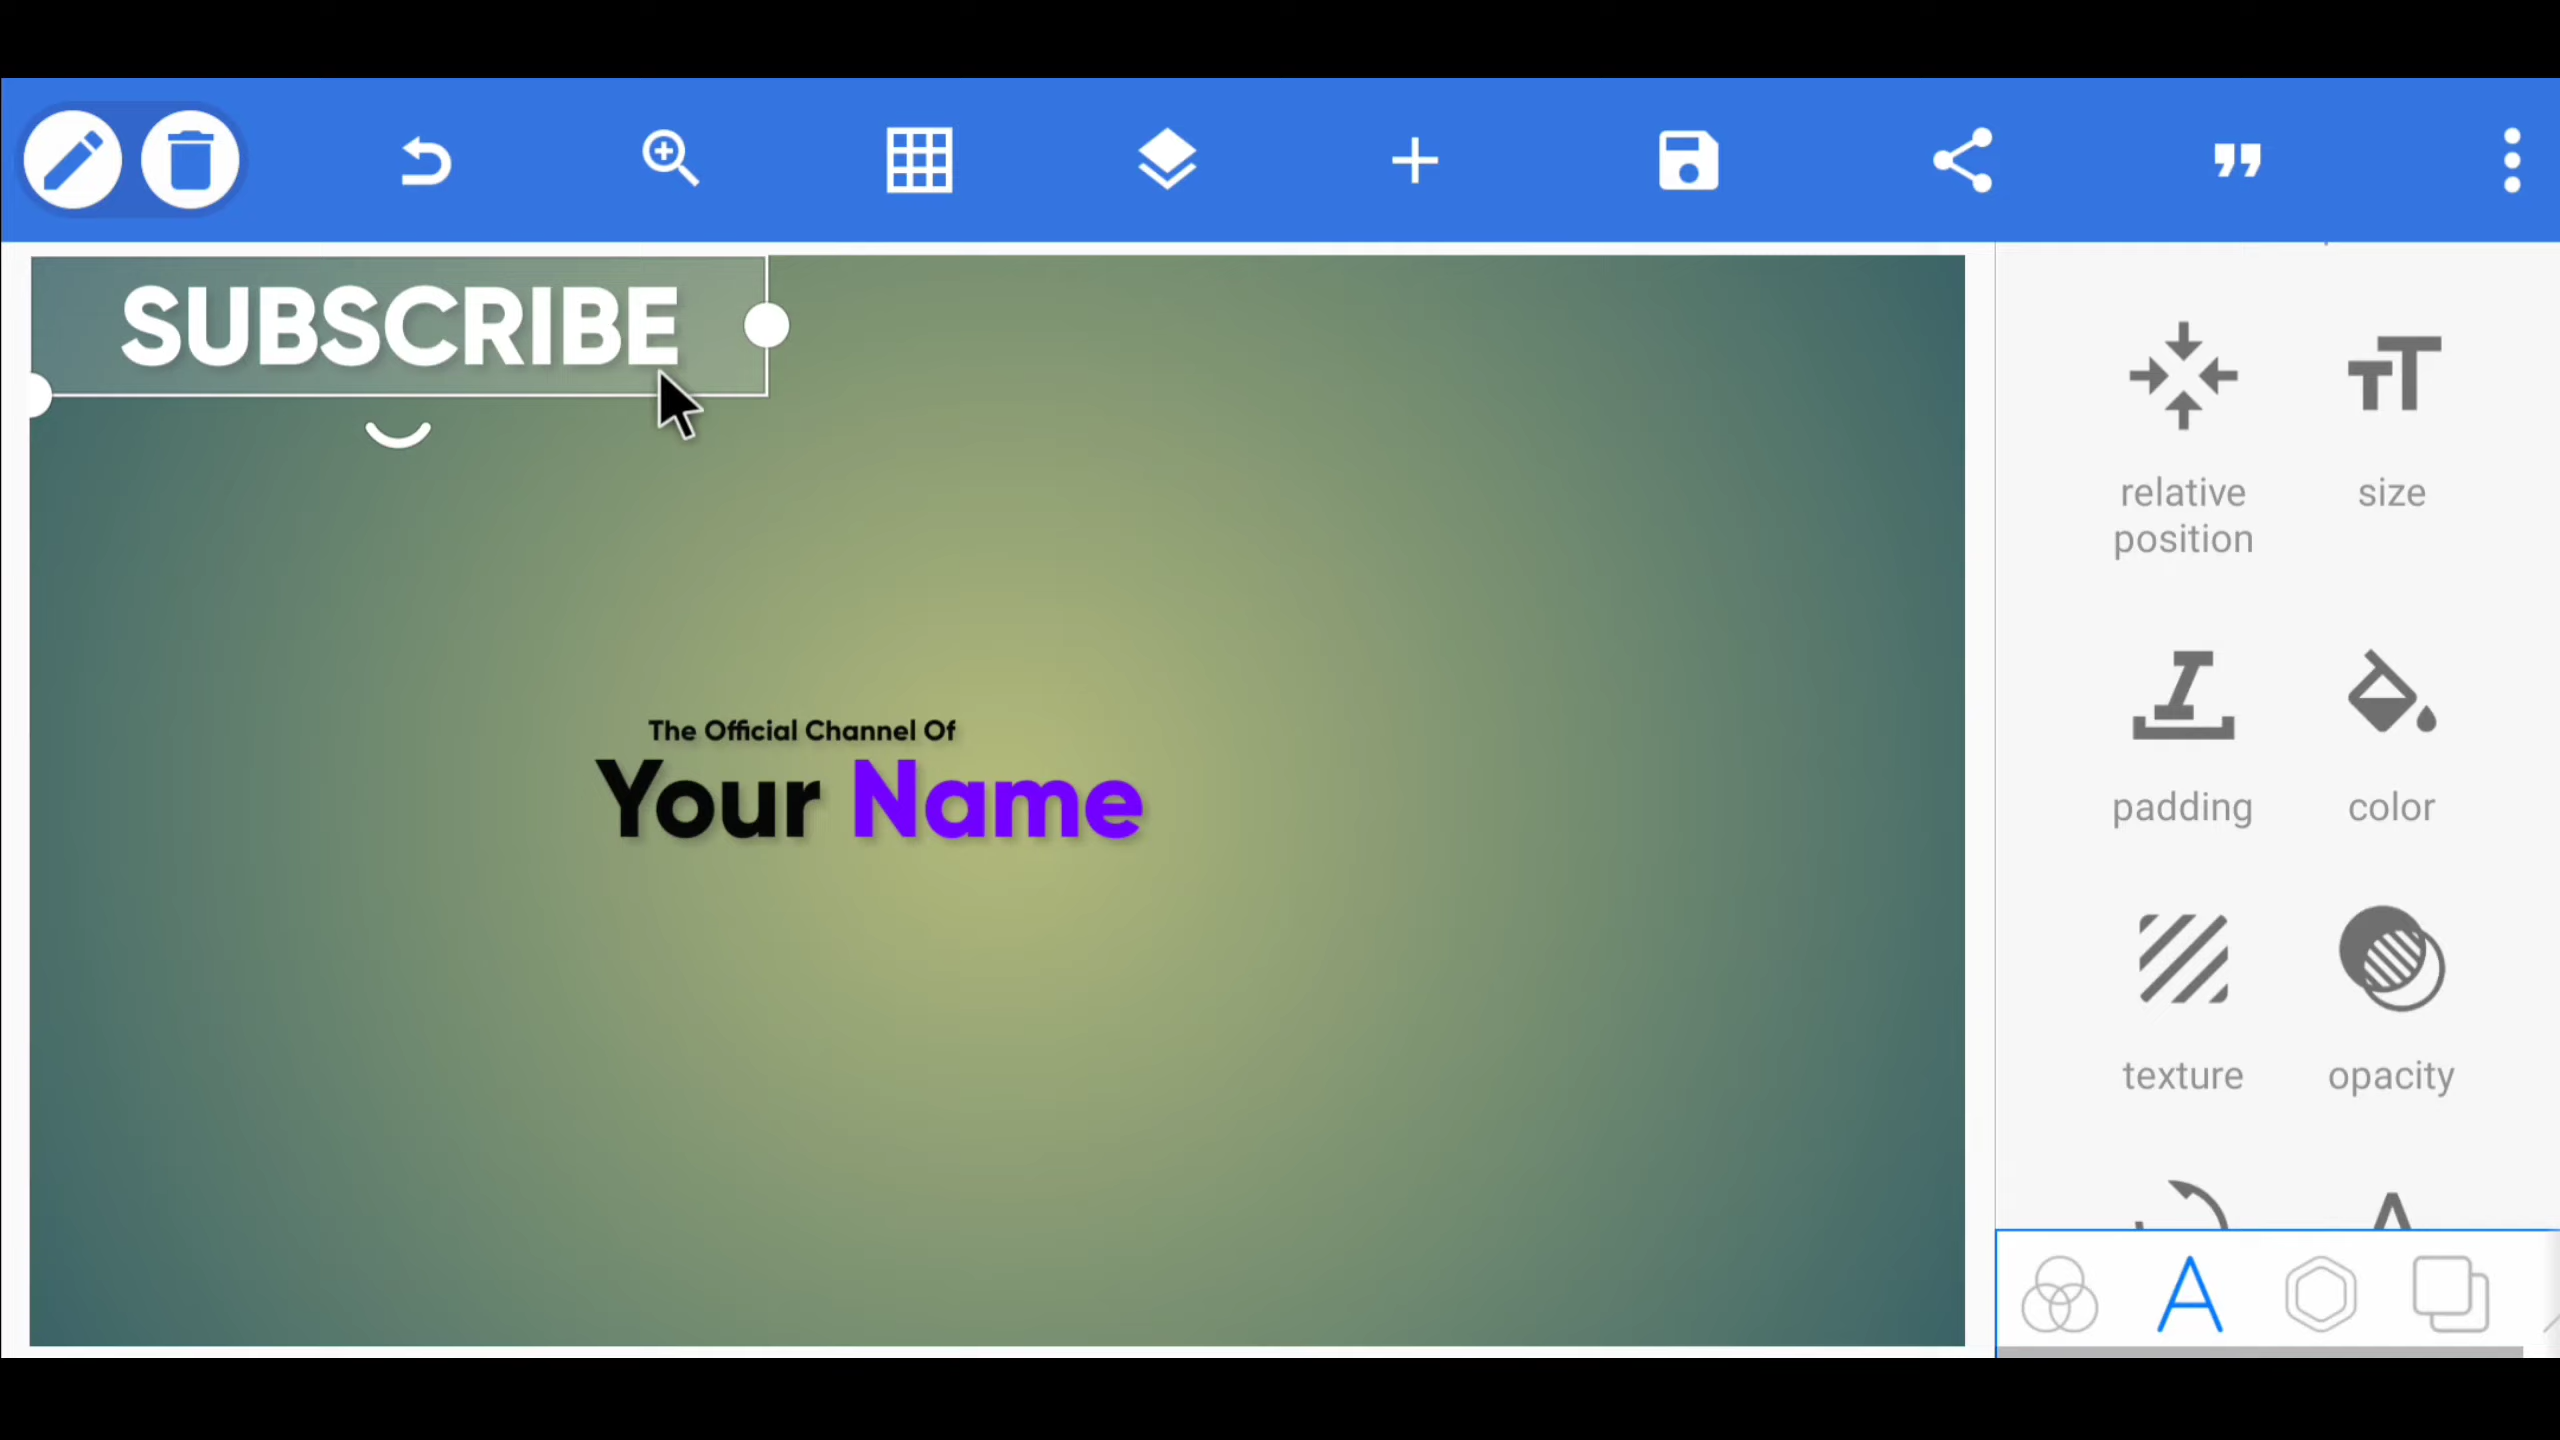 SUBSCRIBE
The Official Channel Of
Your Name
relative
position
size
padding
color
texture
opacity